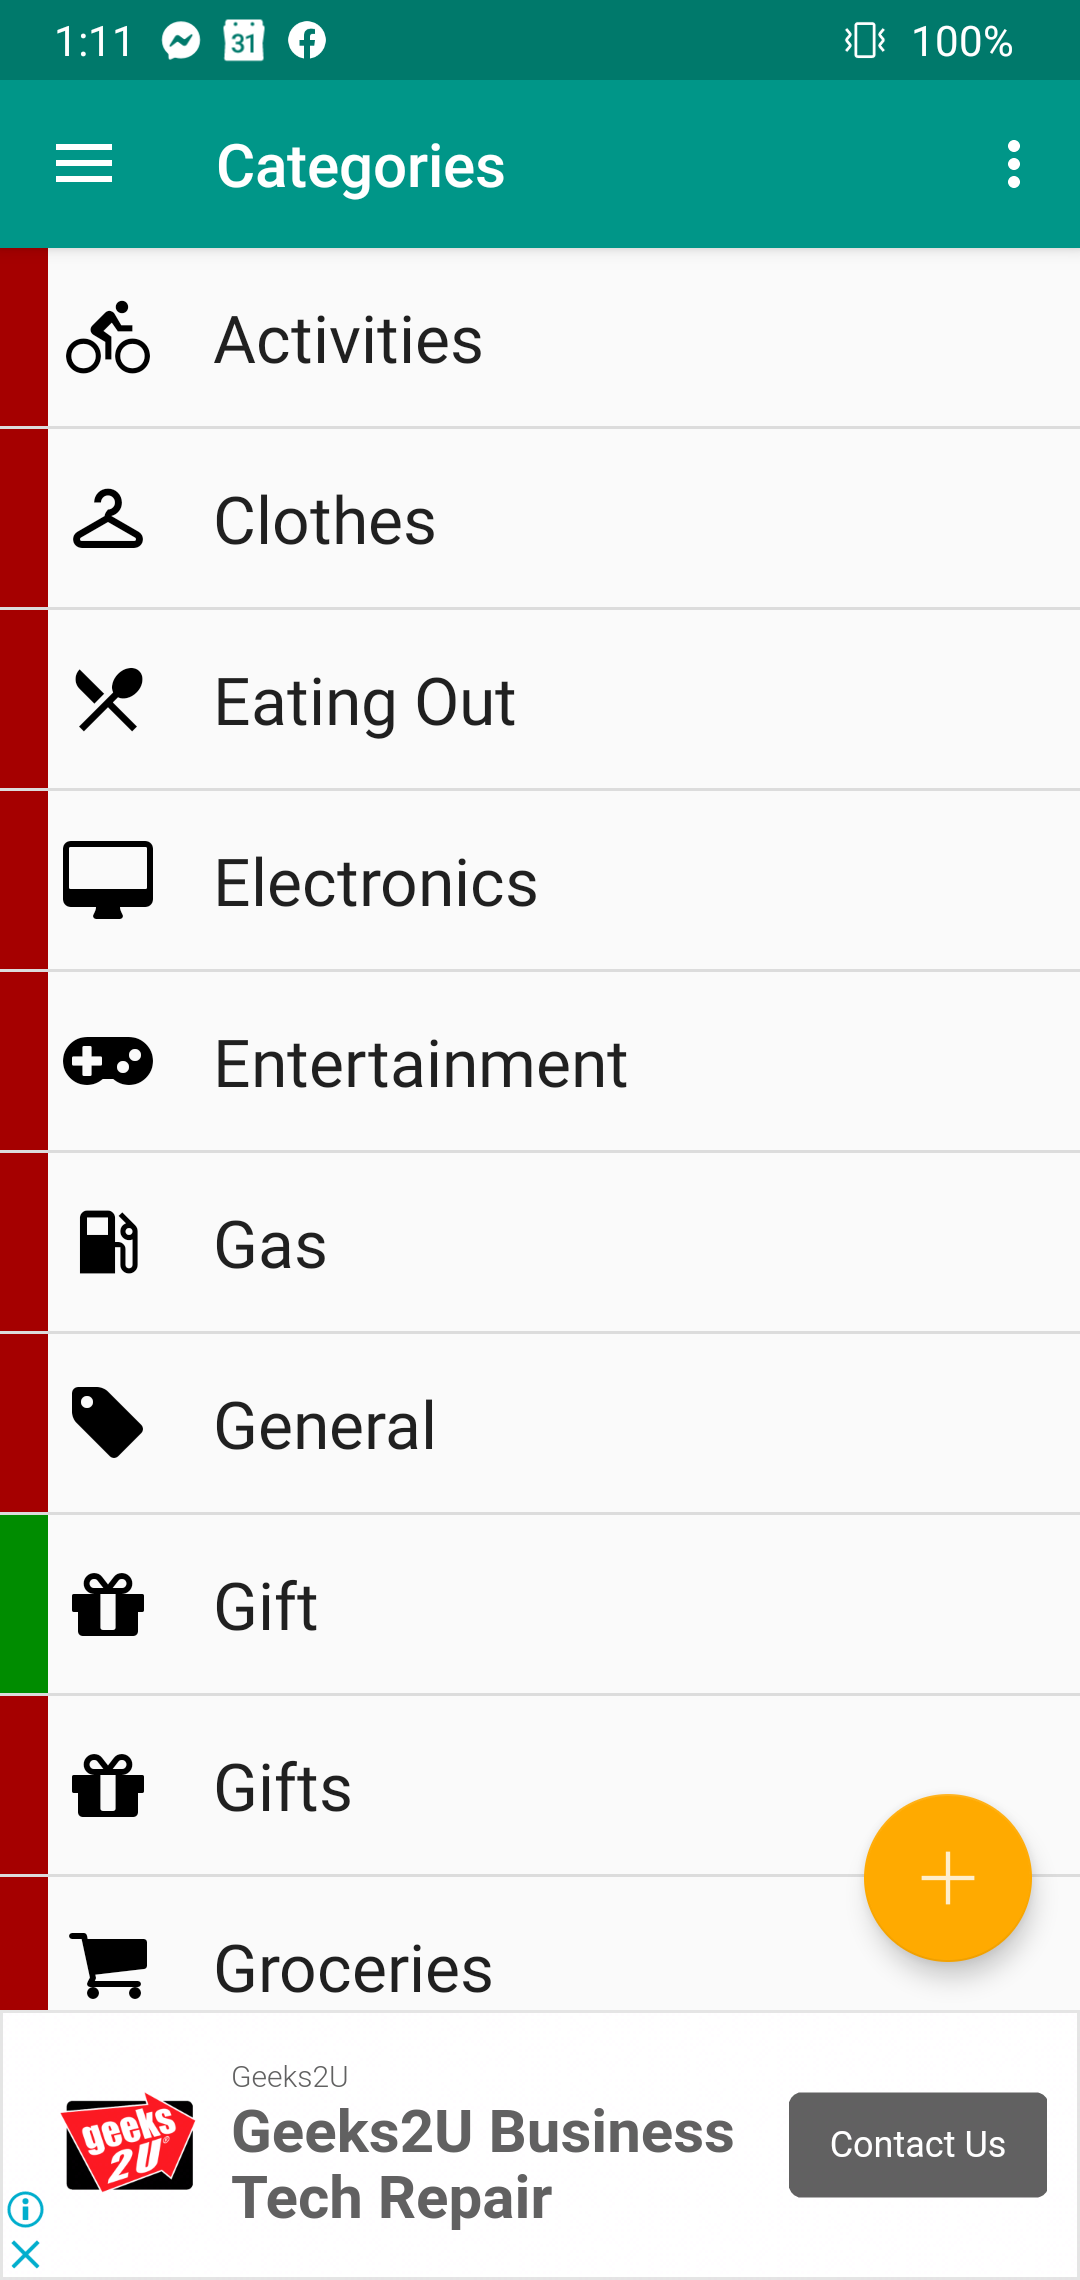 1:11 31 100%
Categories
Activities
Clothes
Eating Out
Electronics
Entertainment
Gas
General
Gift
Gifts
Groceries
Geeks2U
geeks
2U
Geeks2U Business
Tech Repair
Contact Us